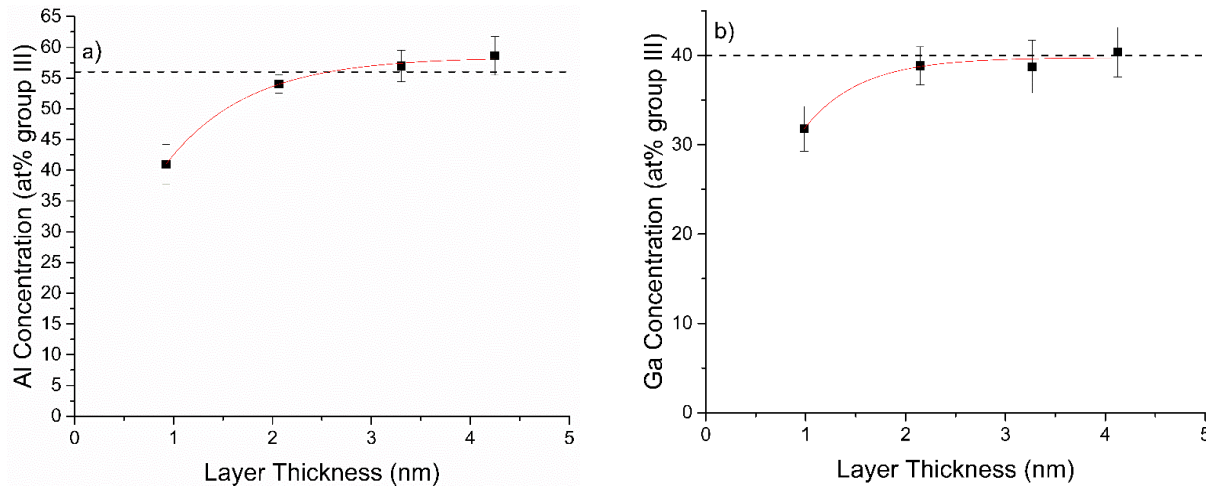 a)
Al Concentration (at% group III)
65
60
55
50
45
40
35
30
25
20
15
10
5
0
0 1 2 3 4 5
Layer Thickness (nm)
b)
Ga Concentration (at% group III)
40
30
20
10
0
0 1 2 3 4 5
Layer Thickness (nm)